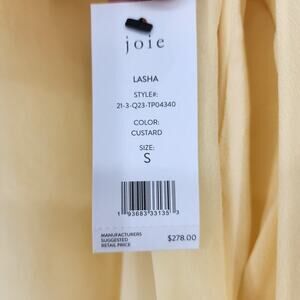 joie
LASHA
STYLE#:
21-3-Q23-TP04340
COLOR:
CUSTARD
SIZE:
S
1 93683 33135 3
MANUFACTURERS
SUGGESTED
RETAIL PRICE
$278.00